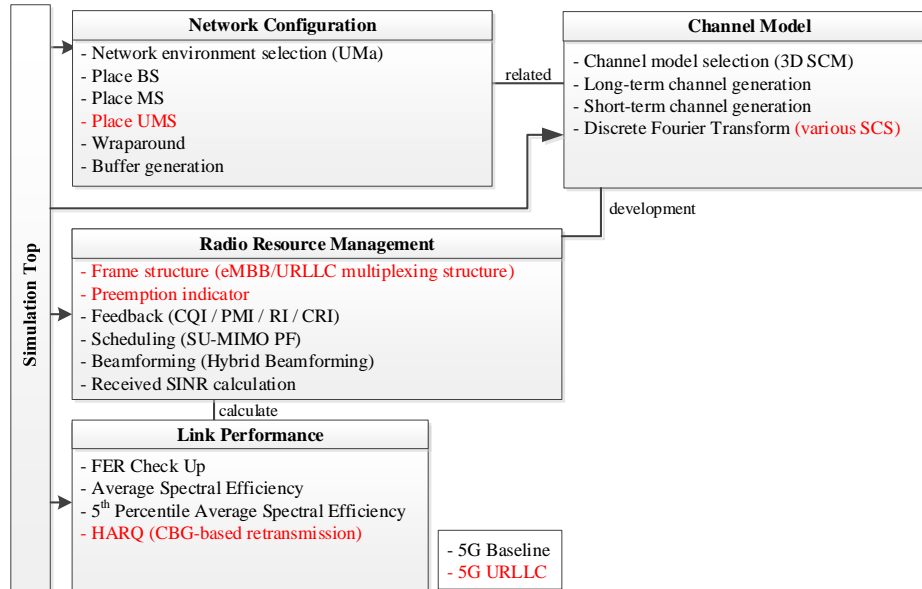 Network Configuration
- Network environment selection (UMa)
- Place BS
- Place MS
- Place UMS
- Wraparound
- Buffer generation
related
Channel Model
- Channel model selection (3D SCM)
- Long-term channel generation
- Short-term channel generation
- Discrete Fourier Transform (various SCS)
development
Simulation Top
Radio Resource Management
- Frame structure (eMBB/URLLC multiplexing structure)
- Preemption indicator
- Feedback (CQI / PMI / RI / CRI)
- Scheduling (SU-MIMO PF)
- Beamforming (Hybrid Beamforming)
- Received SINR calculation
calculate
Link Performance
- FER Check Up
- Average Spectral Efficiency
- 5th Percentile Average Spectral Efficiency
- HARQ (CBG-based retransmission)
- 5G Baseline
- 5G URLLC